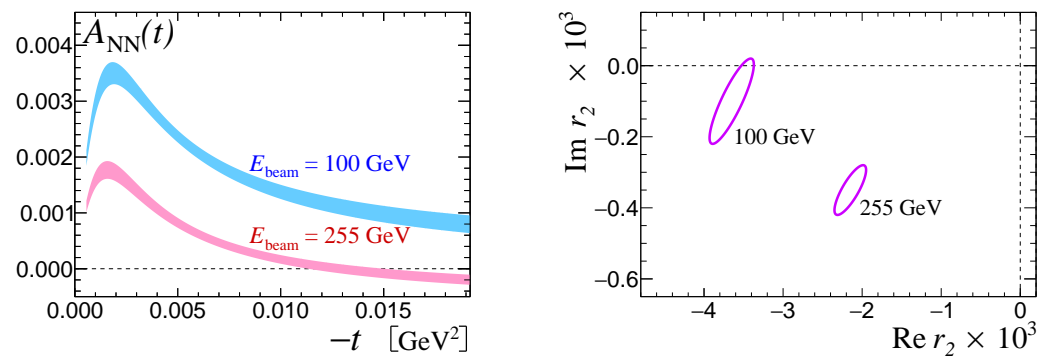 A_NN(t)
0.004
0.003
0.002
0.001
0.000
E_beam = 100 GeV
E_beam = 255 GeV
0.000 0.005 0.010 0.015
−t [GeV²]
Im r_2 × 10³
0.0
−0.2
−0.4
−0.6
100 GeV
255 GeV
−4 −3 −2 −1 0
Re r_2 × 10³